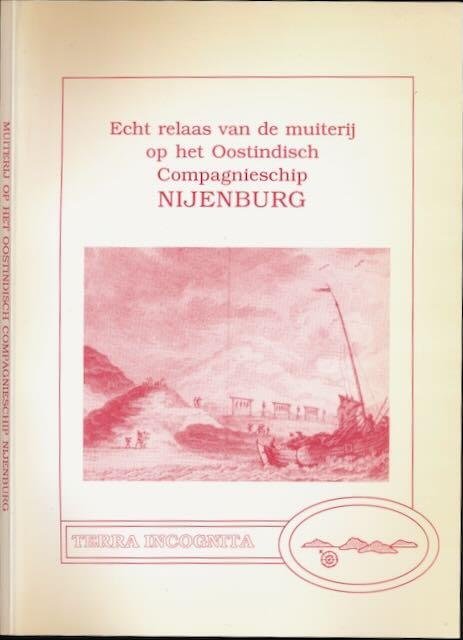 MUITERIJ OP HET OOSTINDISCH COMPAGNIESCHIP NIJENBURG
Echt relaas van de muiterij
op het Oostindisch
Compagnieschip
NIJENBURG
TERRA INCOGNITA